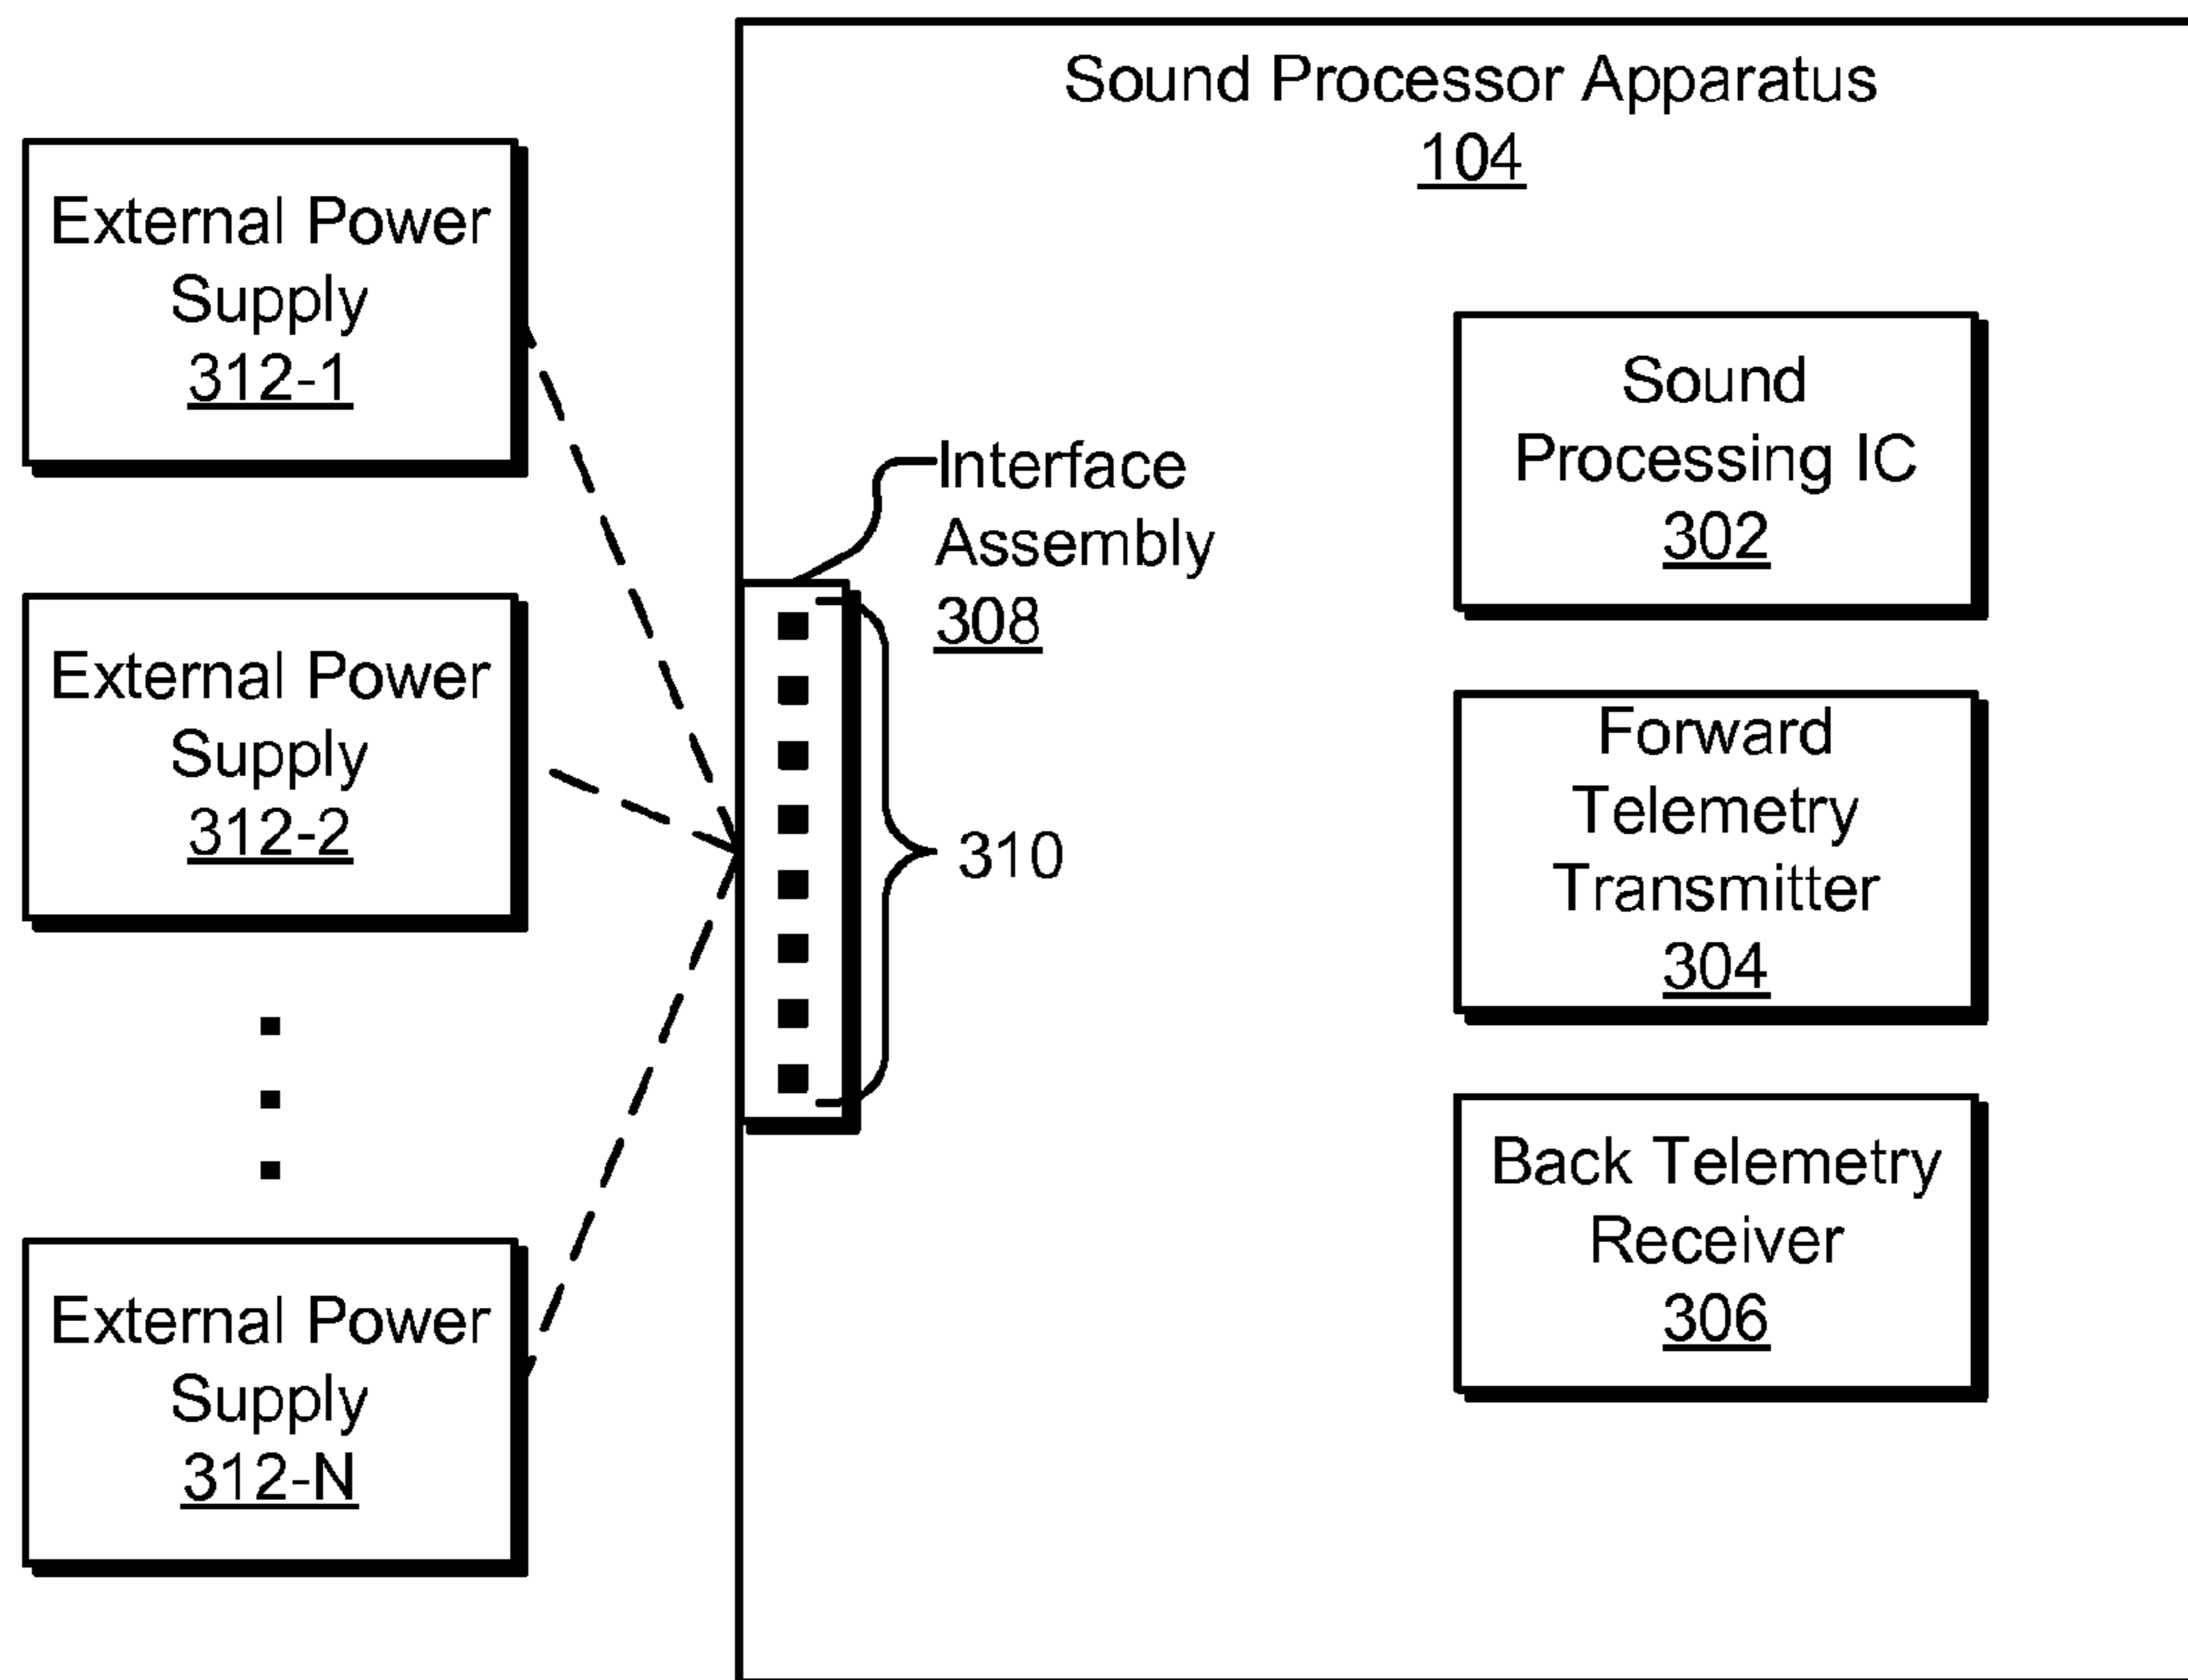 Sound Processor Apparatus
104
External Power
Supply
312-1
External Power
Supply
312-2
External Power
Supply
312-N
Interface
Assembly
308
310
Sound
Processing IC
302
Forward
Telemetry
Transmitter
304
Back Telemetry
Receiver
306